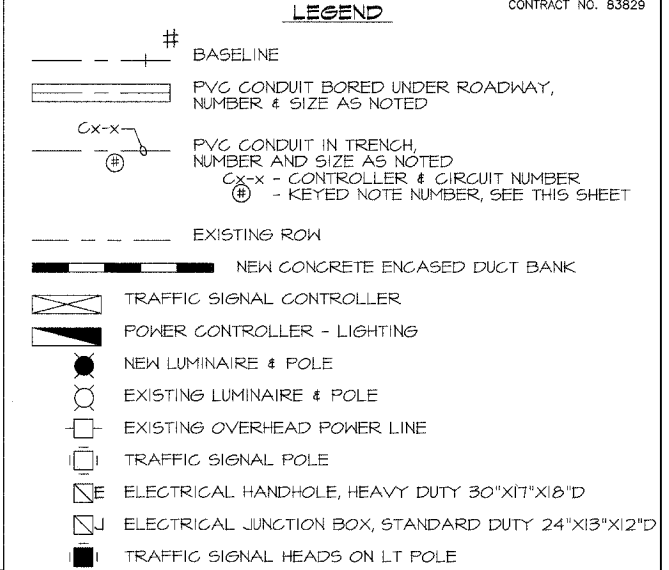 LEGEND
CONTRACT NO. 83829
#
BASELINE
PVC CONDUIT BORED UNDER ROADWAY,
NUMBER & SIZE AS NOTED
Cx-x
#
PVC CONDUIT IN TRENCH,
NUMBER AND SIZE AS NOTED
Cx-x - CONTROLLER & CIRCUIT NUMBER
# - KEYED NOTE NUMBER, SEE THIS SHEET
EXISTING ROW
NEW CONCRETE ENCASED DUCT BANK
TRAFFIC SIGNAL CONTROLLER
POWER CONTROLLER - LIGHTING
NEW LUMINAIRE & POLE
EXISTING LUMINAIRE & POLE
EXISTING OVERHEAD POWER LINE
TRAFFIC SIGNAL POLE
E ELECTRICAL HANDHOLE, HEAVY DUTY 30"X17"X18"D
J ELECTRICAL JUNCTION BOX, STANDARD DUTY 24"X13"X12"D
TRAFFIC SIGNAL HEADS ON LT POLE